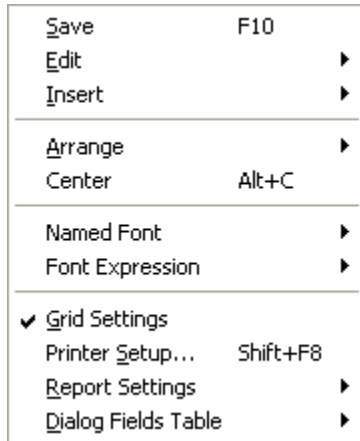 Save F10
Edit
Insert
Arrange
Center Alt+C
Named Font
Font Expression
Grid Settings
Printer Setup... Shift+F8
Report Settings
Dialog Fields Table